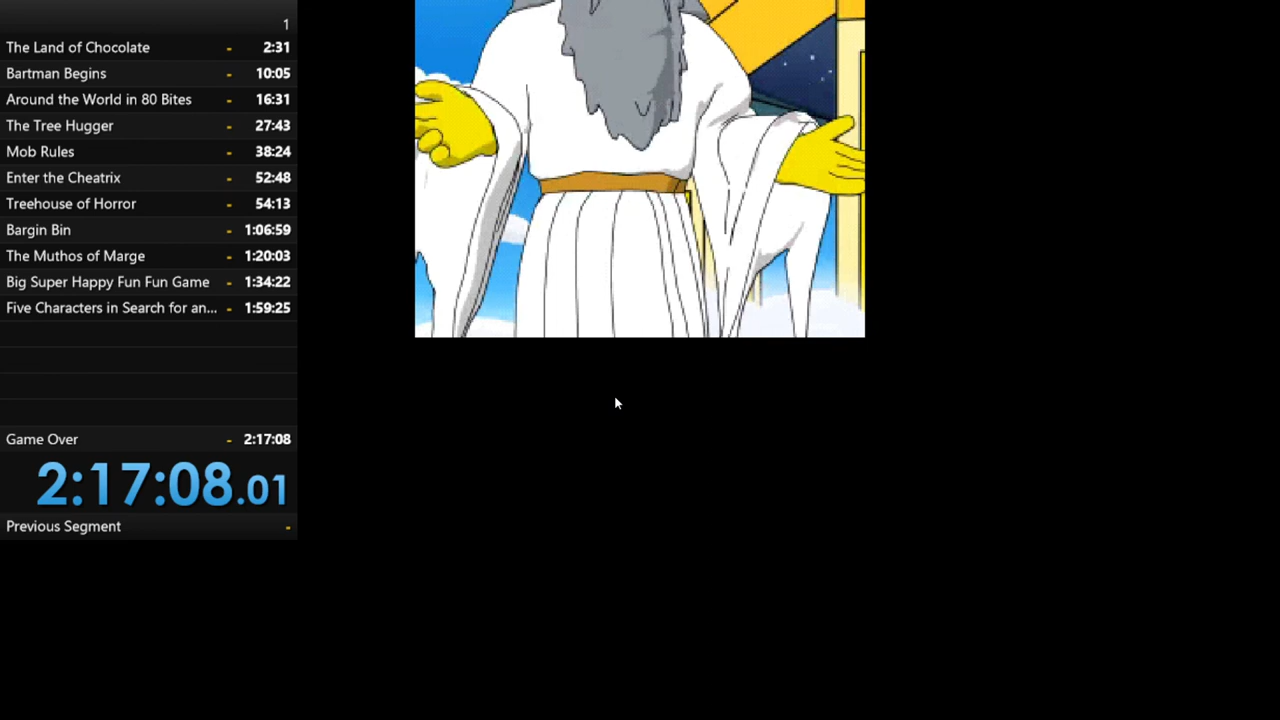 1
The Land of Chocolate - 2:31
Bartman Begins - 10:05
Around the World in 80 Bites - 16:31
The Tree Hugger - 27:43
Mob Rules - 38:24
Enter the Cheatrix - 52:48
Treehouse of Horror - 54:13
Bargin Bin - 1:06:59
The Muthos of Marge - 1:20:03
Big Super Happy Fun Fun Game - 1:34:22
Five Characters in Search for an... - 1:59:25
Game Over - 2:17:08
2:17:08.01
Previous Segment -